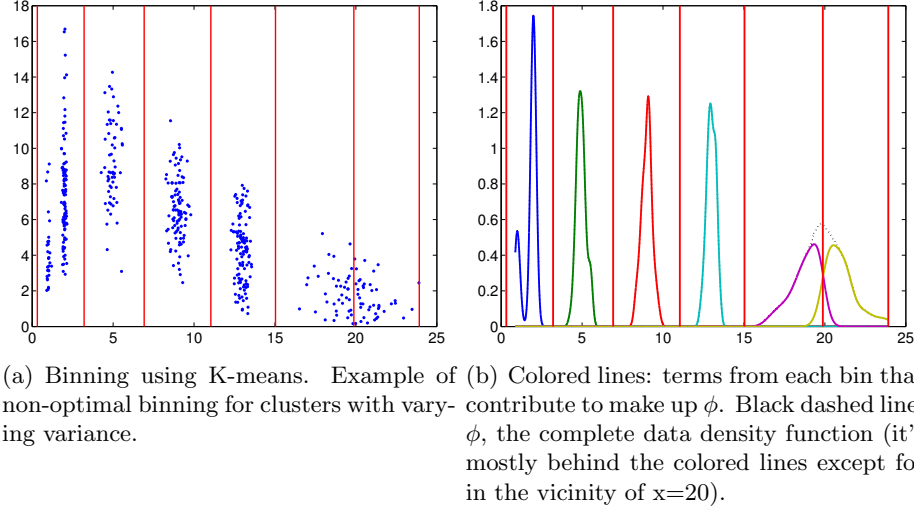 18
16
14
12
10
8
6
4
2
0
0 5 10 15 20 25
1.8
1.6
1.4
1.2
1
0.8
0.6
0.4
0.2
0
0 5 10 15 20 25
(a) Binning using K-means. Example of
non-optimal binning for clusters with vary-
ing variance.
(b) Colored lines: terms from each bin tha
contribute to make up ϕ. Black dashed line
ϕ, the complete data density function (it'
mostly behind the colored lines except fo
in the vicinity of x=20).